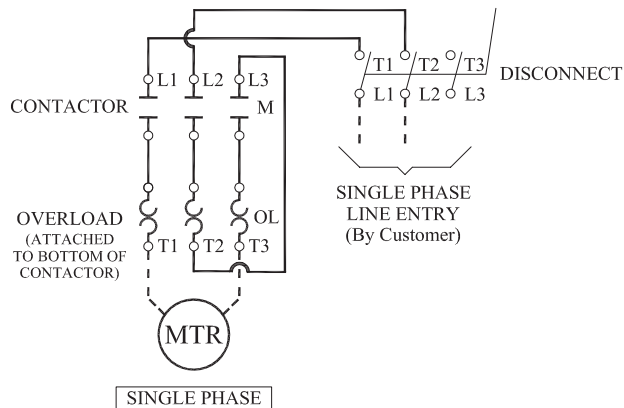 T1 T2 T3
DISCONNECT
L1 L2 L3
L1 L2 L3
CONTACTOR
M
SINGLE PHASE
LINE ENTRY
(By Customer)
OVERLOAD
(ATTACHED
TO BOTTOM OF
CONTACTOR)
OL
T1 T2 T3
MTR
SINGLE PHASE